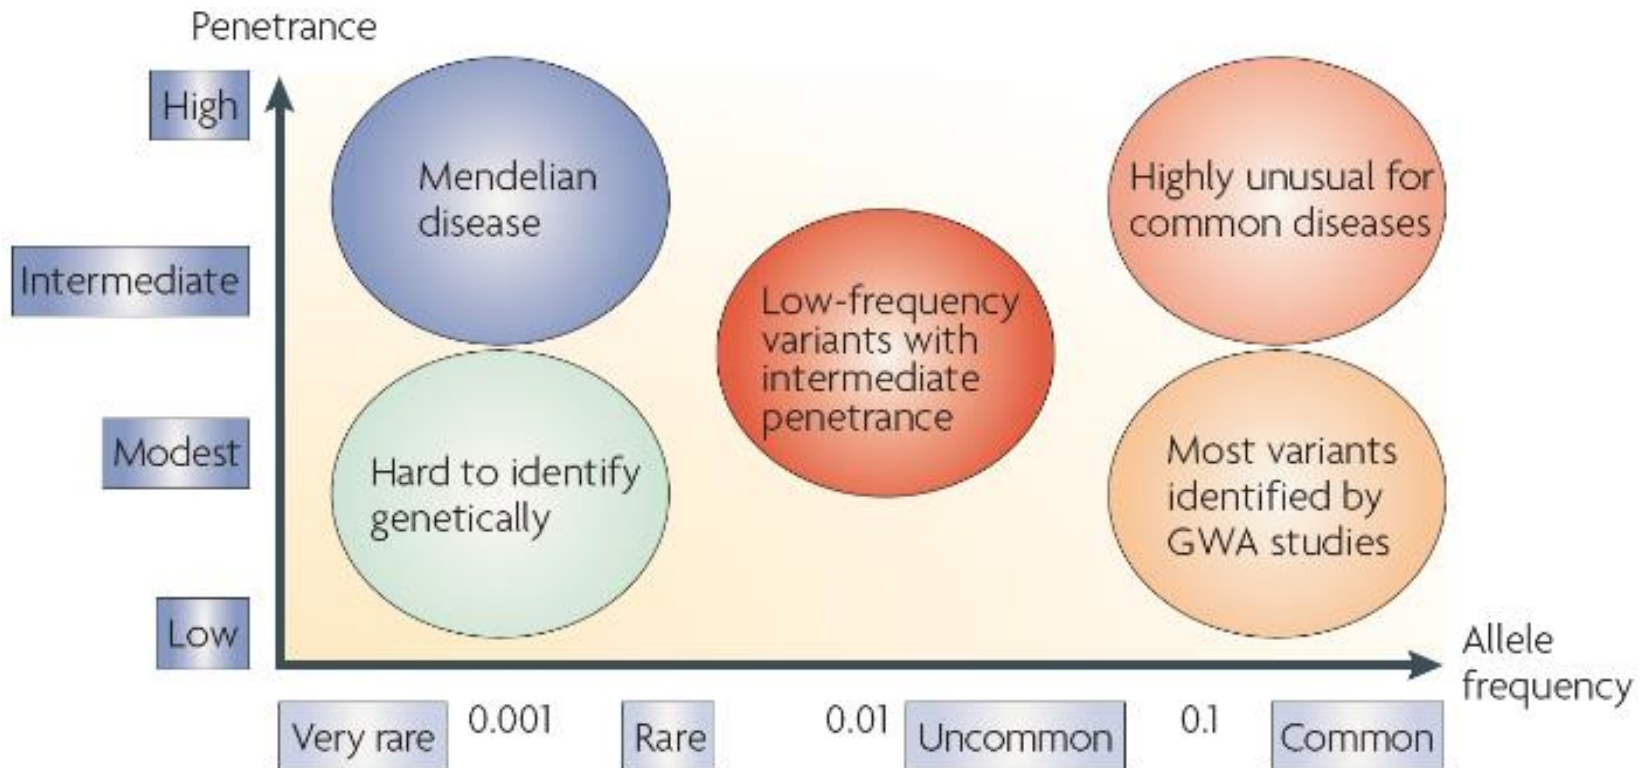 Penetrance
High
Intermediate
Modest
Low
Mendelian
disease
Hard to identify
genetically
Low-frequency
variants with
intermediate
penetrance
Highly unusual for
common diseases
Most variants
identified by
GWA studies
Allele
frequency
Very rare
0.001
Rare
0.01
Uncommon
0.1
Common